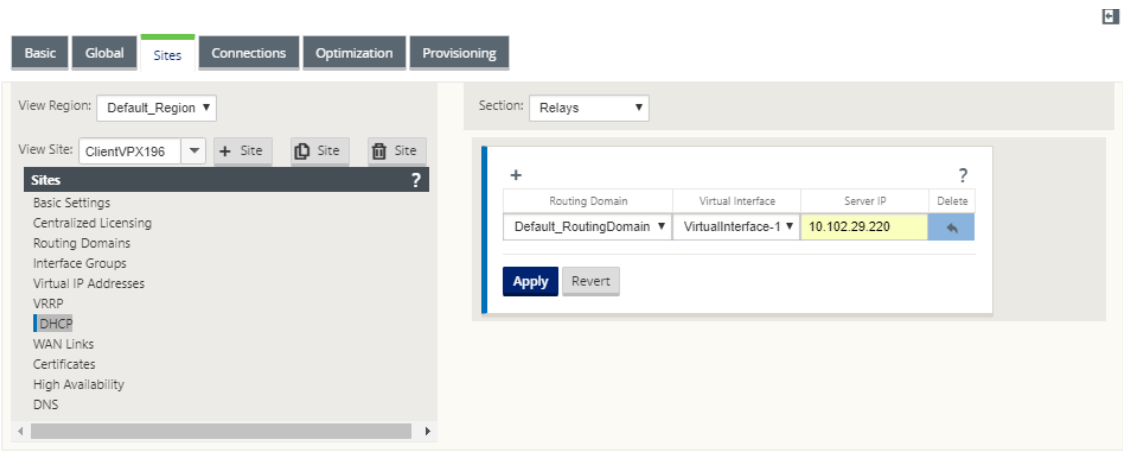 Basic Global Sites Connections Optimization Provisioning
View Region: Default_Region
Section: Relays
View Site: ClientVPX196 + Site Site Site
Sites ?
Basic Settings
Centralized Licensing
Routing Domains
Interface Groups
Virtual IP Addresses
VRRP
DHCP
WAN Links
Certificates
High Availability
DNS
+ ?
Routing Domain Virtual Interface Server IP Delete
Default_RoutingDomain VirtualInterface-1 10.102.29.220
Apply Revert